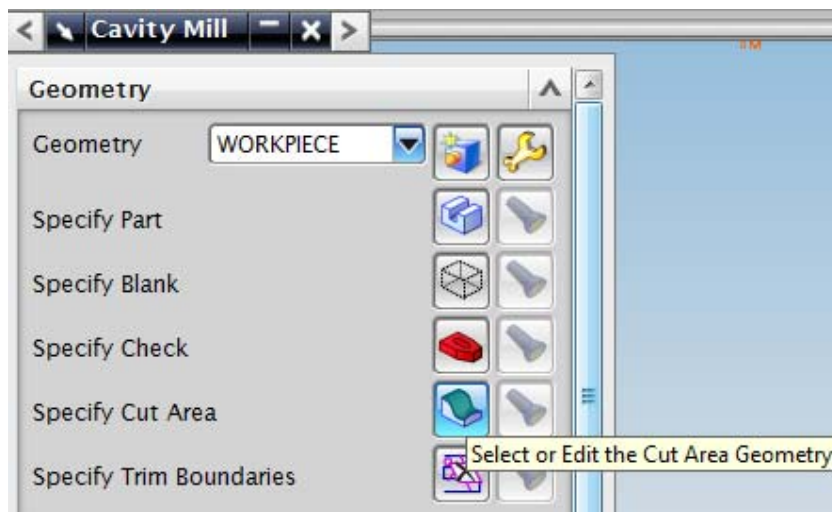 Cavity Mill
Geometry
Geometry WORKPIECE
Specify Part
Specify Blank
Specify Check
Specify Cut Area
Select or Edit the Cut Area Geometry
Specify Trim Boundaries